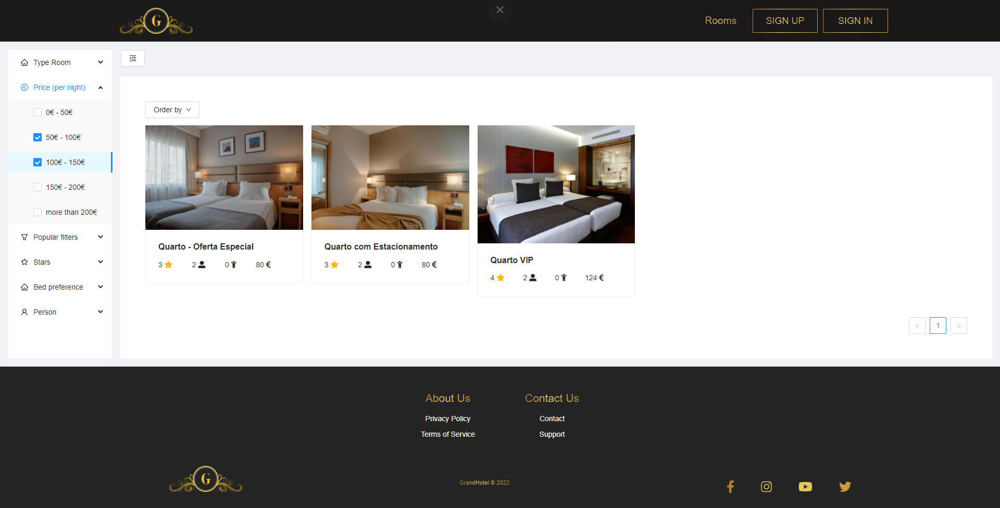 G
Rooms
SIGN UP
SIGN IN
Type Room
Price (per night)
0€ - 50€
50€ - 100€
100€ - 150€
150€ - 200€
more than 200€
Popular filters
Stars
Bed preference
Person
Order by
Quarto - Oferta Especial
3 2 0 80 €
Quarto com Estacionamento
3 2 0 80 €
Quarto VIP
4 2 0 124 €
< 1 >
About Us
Privacy Policy
Terms of Service
Contact Us
Contact
Support
G
GrandHotel © 2022